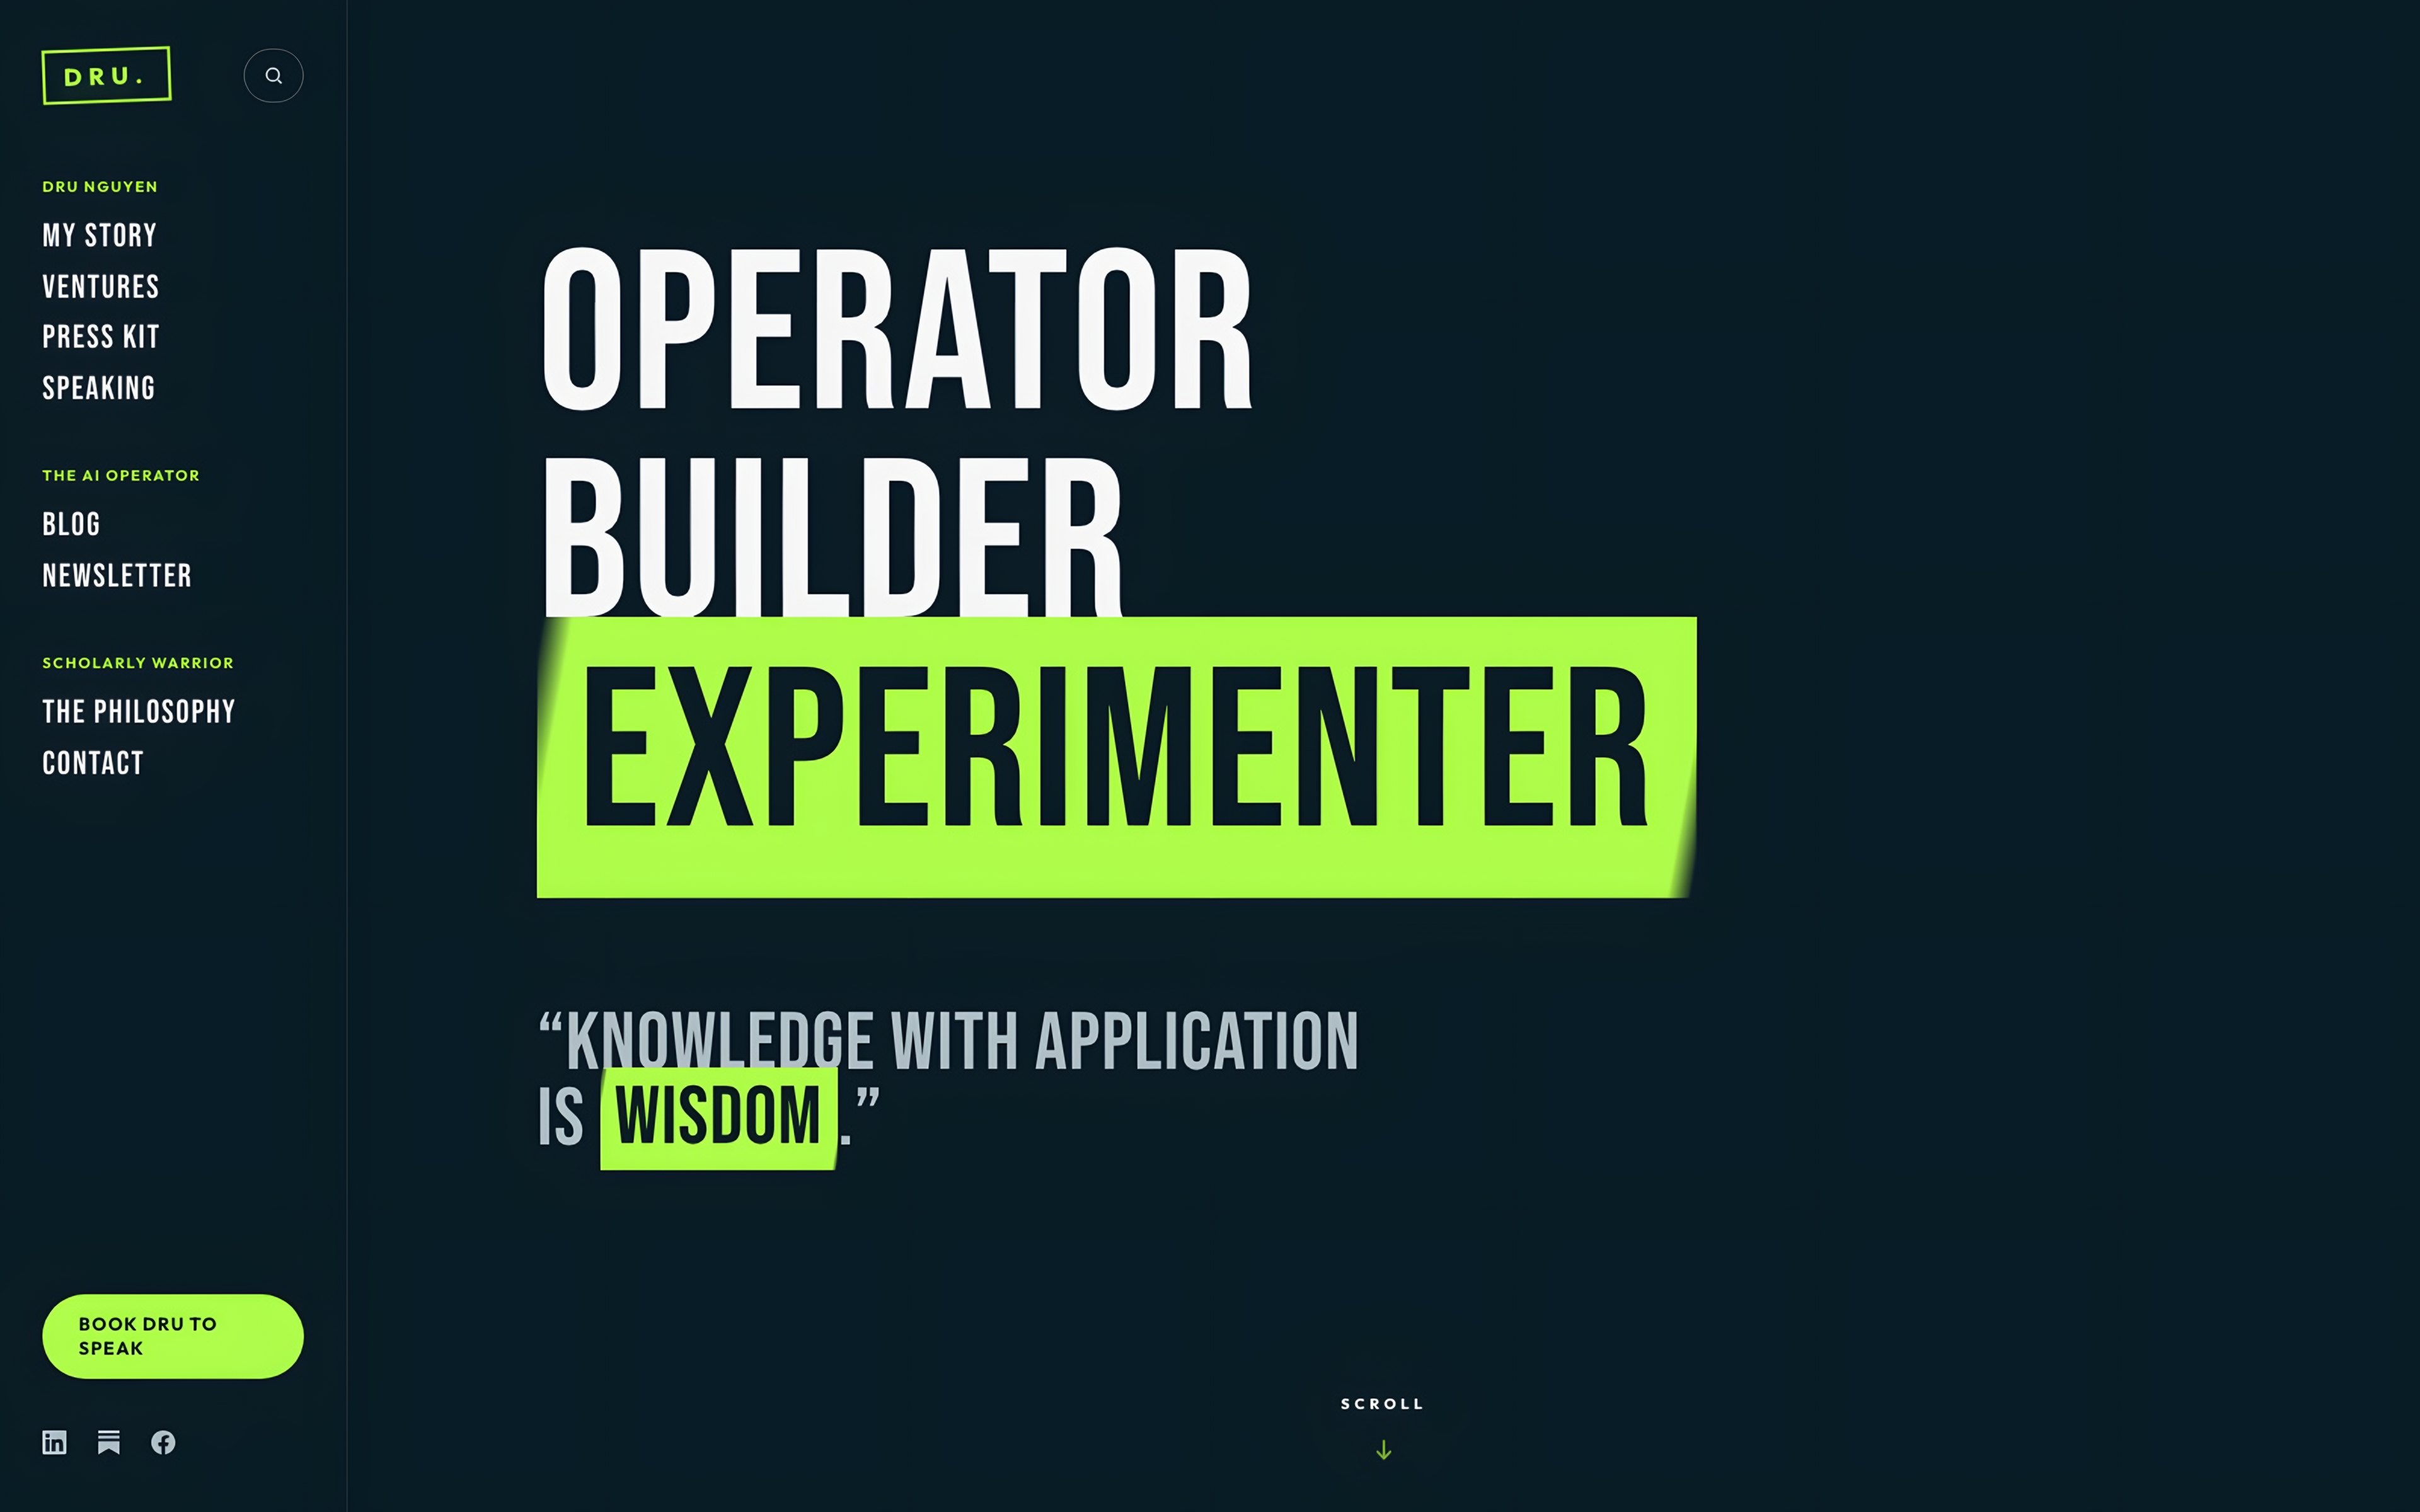 DRU.
DRU NGUYEN
MY STORY
VENTURES
PRESS KIT
SPEAKING
THE AI OPERATOR
BLOG
NEWSLETTER
SCHOLARLY WARRIOR
THE PHILOSOPHY
CONTACT
BOOK DRU TO
SPEAK
OPERATOR
BUILDER
EXPERIMENTER
“KNOWLEDGE WITH APPLICATION
IS WISDOM.”
SCROLL